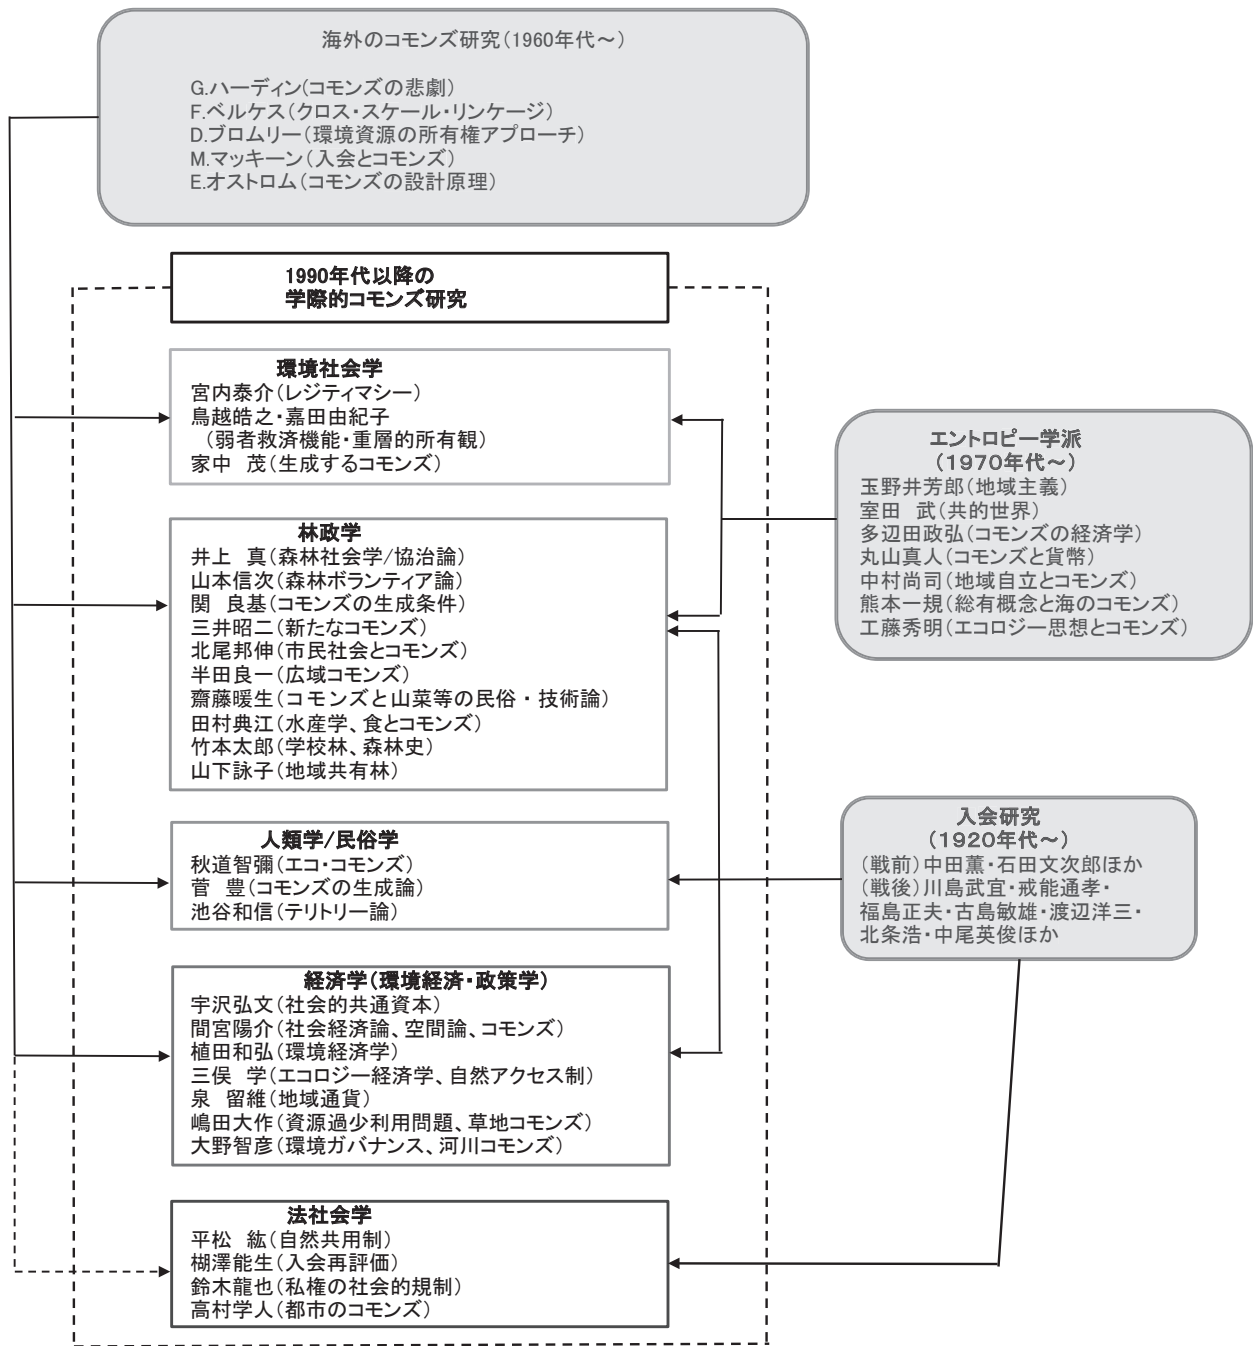 海外のコモンズ研究(1960年代～)
G.ハーディン(コモンズの悲劇)
F.ベルケス(クロス・スケール・リンケージ)
D.ブロムリー(環境資源の所有権アプローチ)
M.マッキーン(入会とコモンズ)
E.オストロム(コモンズの設計原理)
1990年代以降の
学際的コモンズ研究
環境社会学
宮内泰介(レジティマシー)
鳥越皓之・嘉田由紀子
(弱者救済機能・重層的所有観)
家中　茂(生成するコモンズ)
林政学
井上　真(森林社会学/協治論)
山本信次(森林ボランティア論)
関　良基(コモンズの生成条件)
三井昭二(新たなコモンズ)
北尾邦伸(市民社会とコモンズ)
半田良一(広域コモンズ)
齋藤暖生(コモンズと山菜等の民俗・技術論)
田村典江(水産学、食とコモンズ)
竹本太郎(学校林、森林史)
山下詠子(地域共有林)
人類学/民俗学
秋道智彌(エコ・コモンズ)
菅　豊(コモンズの生成論)
池谷和信(テリトリー論)
経済学(環境経済・政策学)
宇沢弘文(社会的共通資本)
間宮陽介(社会経済論、空間論、コモンズ)
植田和弘(環境経済学)
三俣　学(エコロジー経済学、自然アクセス制)
泉　留維(地域通貨)
嶋田大作(資源過少利用問題、草地コモンズ)
大野智彦(環境ガバナンス、河川コモンズ)
法社会学
平松　紘(自然共用制)
楜澤能生(入会再評価)
鈴木龍也(私権の社会的規制)
高村学人(都市のコモンズ)
エントロピー学派
(1970年代～)
玉野井芳郎(地域主義)
室田　武(共的世界)
多辺田政弘(コモンズの経済学)
丸山真人(コモンズと貨幣)
中村尚司(地域自立とコモンズ)
熊本一規(総有概念と海のコモンズ)
工藤秀明(エコロジー思想とコモンズ)
入会研究
(1920年代～)
(戦前)中田薫・石田文次郎ほか
(戦後)川島武宜・戒能通孝・
福島正夫・古島敏雄・渡辺洋三・
北条浩・中尾英俊ほか